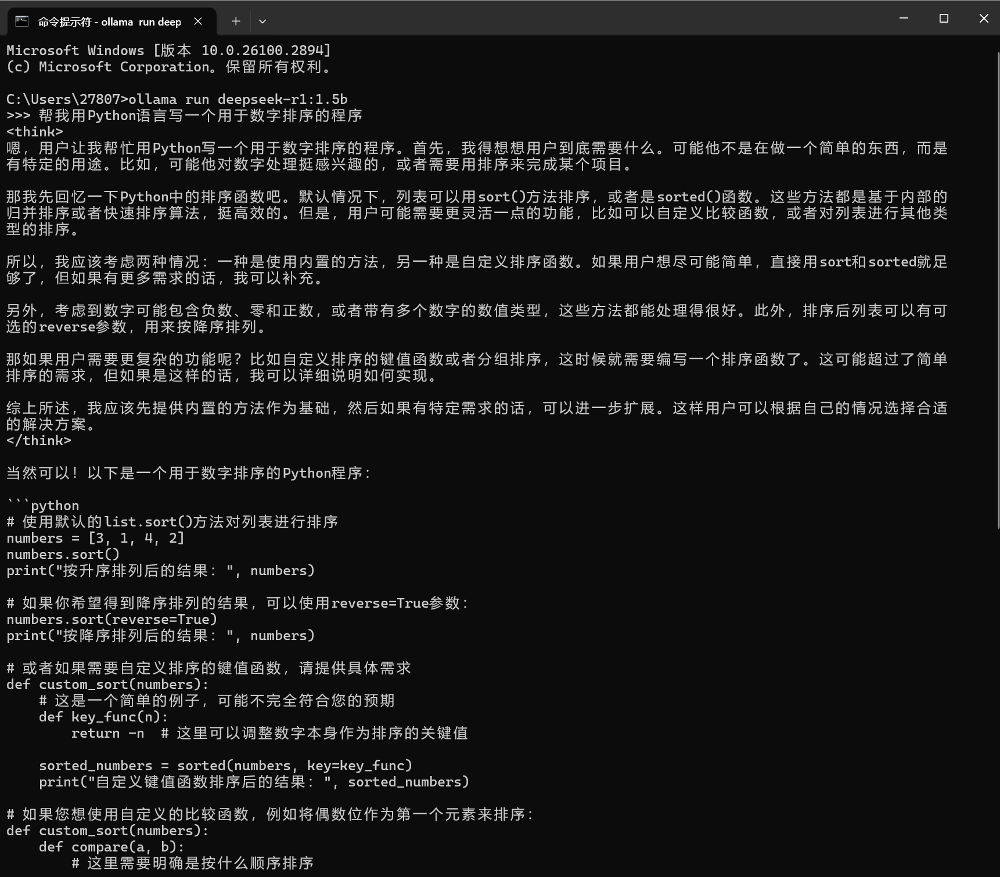 命令提示符 - ollama  run deep
Microsoft Windows [版本 10.0.26100.2894]
(c) Microsoft Corporation。保留所有权利。
C:\Users\27807>ollama run deepseek-r1:1.5b
>>> 帮我用Python语言写一个用于数字排序的程序
<think>
嗯，用户让我帮忙用Python写一个用于数字排序的程序。首先，我得想想用户到底需要什么。可能他不是在做一个简单的东西，而是
有特定的用途。比如，可能他对数字处理挺感兴趣的，或者需要用排序来完成某个项目。
那我先回忆一下Python中的排序函数吧。默认情况下，列表可以用sort()方法排序，或者是sorted()函数。这些方法都是基于内部的
归并排序或者快速排序算法，挺高效的。但是，用户可能需要更灵活一点的功能，比如可以自定义比较函数，或者对列表进行其他类
型的排序。
所以，我应该考虑两种情况：一种是使用内置的方法，另一种是自定义排序函数。如果用户想尽可能简单，直接用sort和sorted就足
够了，但如果有更多需求的话，我可以补充。
另外，考虑到数字可能包含负数、零和正数，或者带有多个数字的数值类型，这些方法都能处理得很好。此外，排序后列表可以有可
选的reverse参数，用来按降序排列。
那如果用户需要更复杂的功能呢？比如自定义排序的键值函数或者分组排序，这时候就需要编写一个排序函数了。这可能超过了简单
排序的需求，但如果是这样的话，我可以详细说明如何实现。
综上所述，我应该先提供内置的方法作为基础，然后如果有特定需求的话，可以进一步扩展。这样用户可以根据自己的情况选择合适
的解决方案。
</think>
当然可以！以下是一个用于数字排序的Python程序：
```python
# 使用默认的list.sort()方法对列表进行排序
numbers = [3, 1, 4, 2]
numbers.sort()
print("按升序排列后的结果：", numbers)
# 如果你希望得到降序排列的结果，可以使用reverse=True参数：
numbers.sort(reverse=True)
print("按降序排列后的结果：", numbers)
# 或者如果需要自定义排序的键值函数，请提供具体需求
def custom_sort(numbers):
    # 这是一个简单的例子，可能不完全符合您的预期
    def key_func(n):
        return -n  # 这里可以调整数字本身作为排序的关键值
    sorted_numbers = sorted(numbers, key=key_func)
    print("自定义键值函数排序后的结果：", sorted_numbers)
# 如果您想使用自定义的比较函数，例如将偶数位作为第一个元素来排序：
def custom_sort(numbers):
    def compare(a, b):
        # 这里需要明确是按什么顺序排序